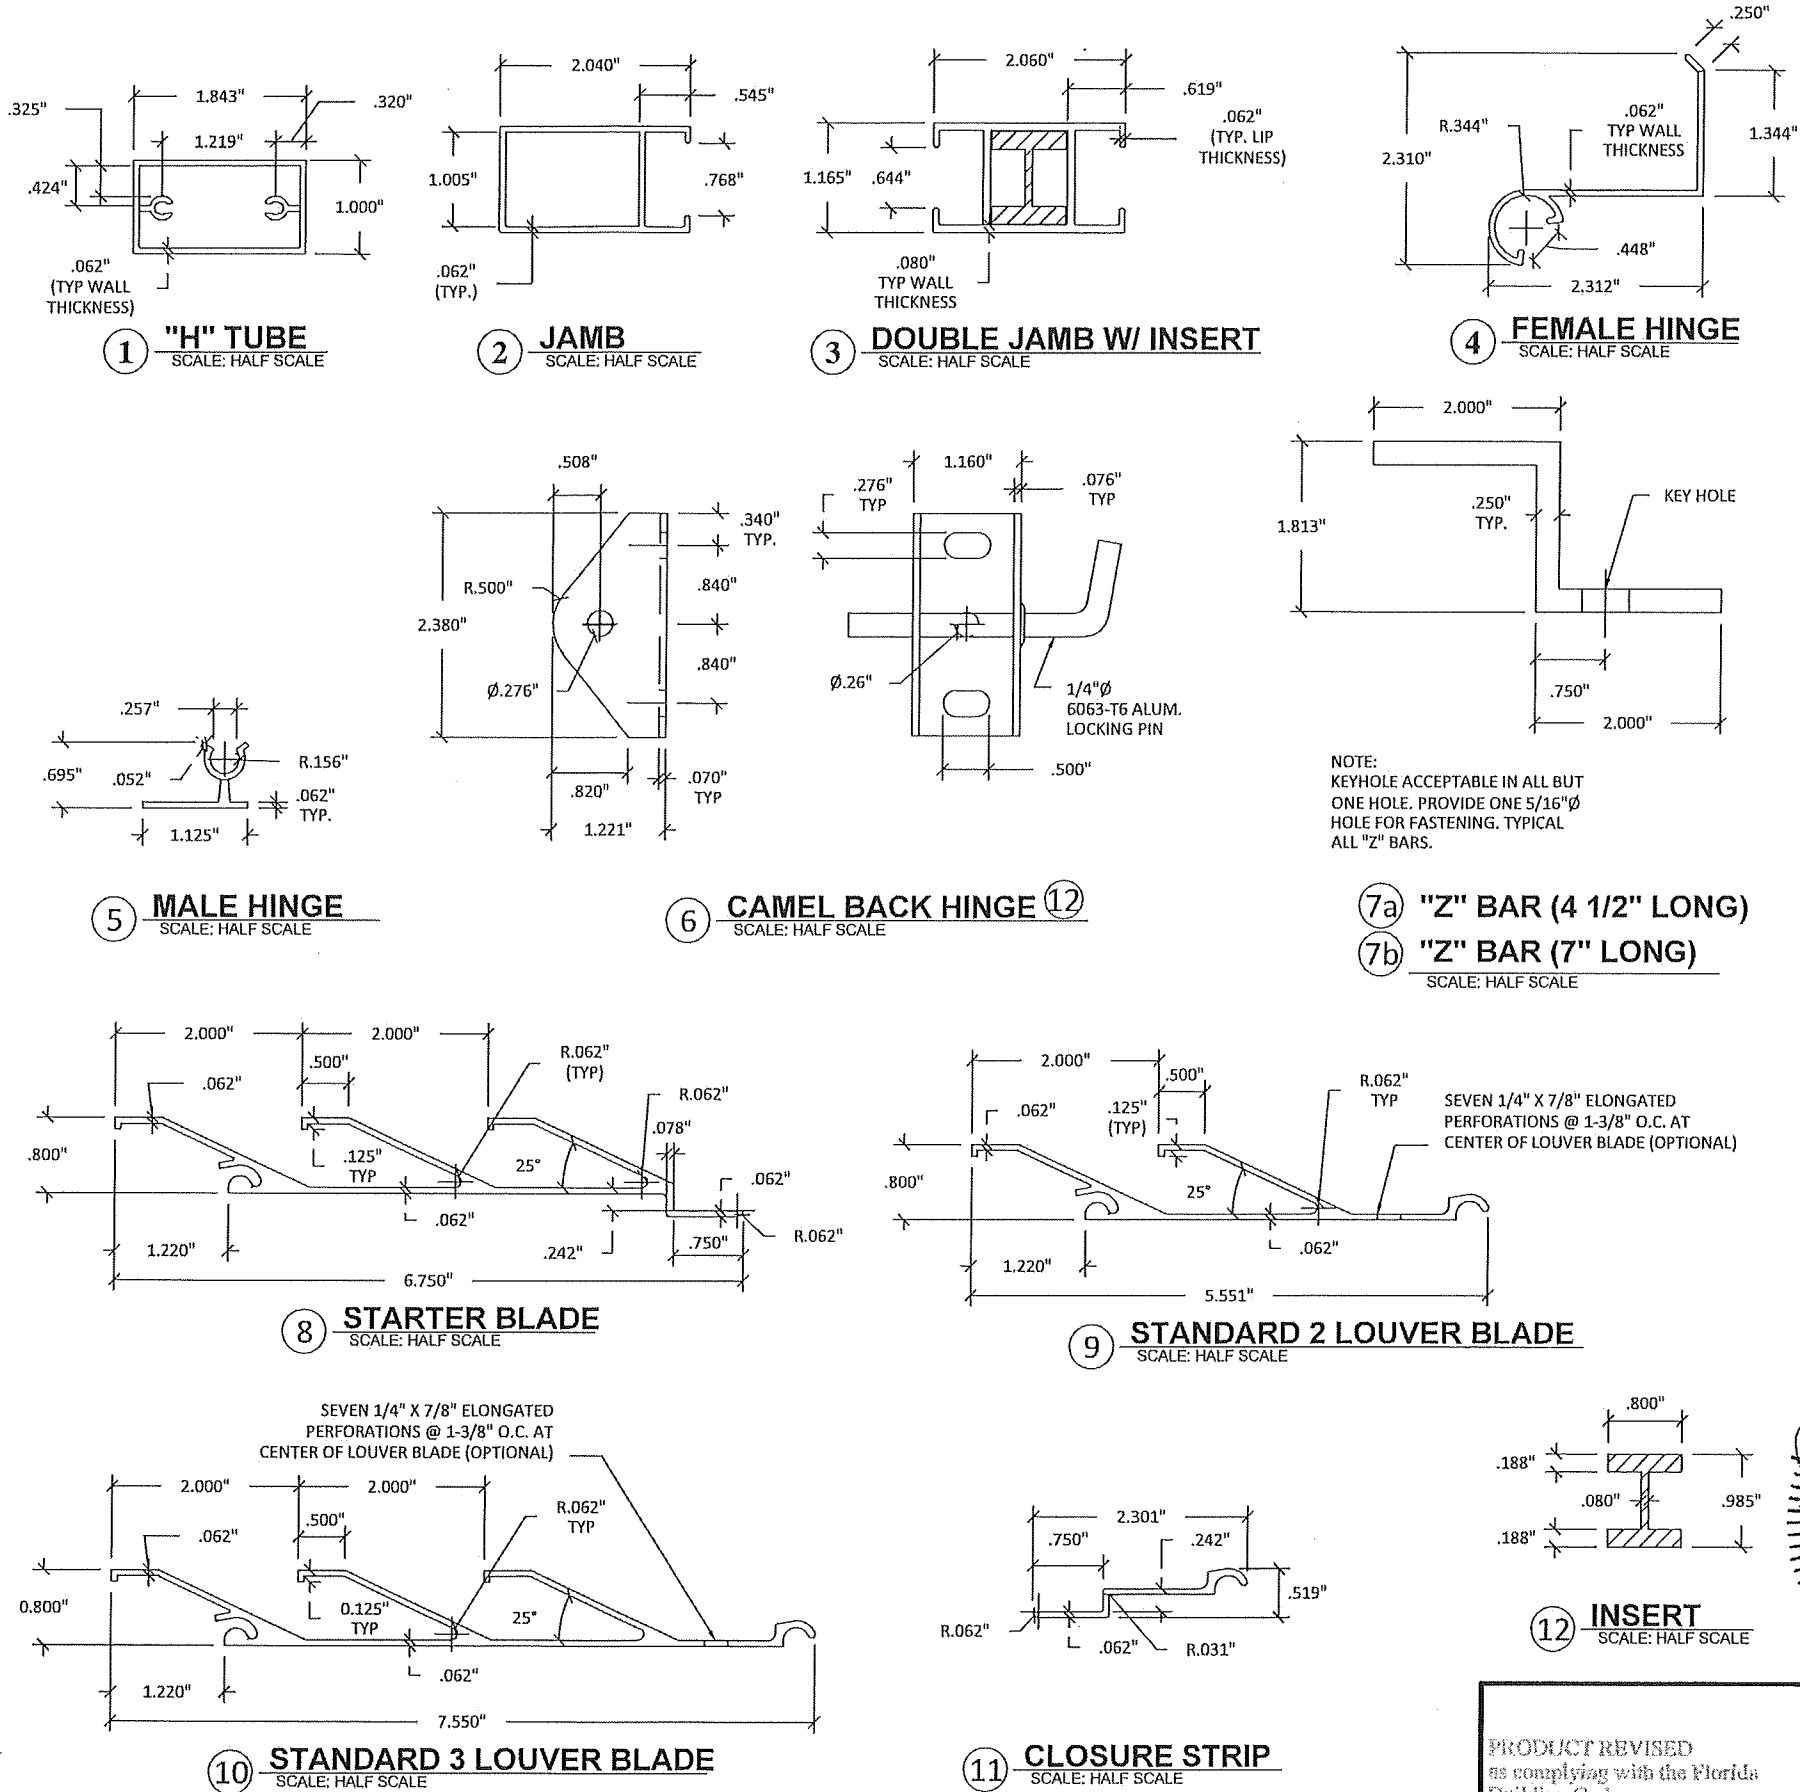 .325"
1.843"
.320"
1.219"
.424"
1.000"
.062"
(TYP WALL
THICKNESS)
1 "H" TUBE
SCALE: HALF SCALE
2.040"
.545"
1.005"
.768"
.062"
(TYP.)
2 JAMB
SCALE: HALF SCALE
2.060"
.619"
.062"
(TYP. LIP
THICKNESS)
1.165"
.644"
.080"
TYP WALL
THICKNESS
3 DOUBLE JAMB W/ INSERT
SCALE: HALF SCALE
.250"
R.344"
.062"
TYP WALL
THICKNESS
1.344"
2.310"
.448"
2.312"
4 FEMALE HINGE
SCALE: HALF SCALE
.257"
.695"
.052"
R.156"
.062"
TYP.
1.125"
5 MALE HINGE
SCALE: HALF SCALE
.508"
.340"
TYP.
R.500"
.840"
2.380"
.840"
Ø.276"
.820"
.070"
TYP
1.221"
.276"
TYP
1.160"
.076"
TYP
Ø.26"
1/4"Ø
6063-T6 ALUM.
LOCKING PIN
.500"
6 CAMEL BACK HINGE 12
SCALE: HALF SCALE
2.000"
.250"
TYP.
KEY HOLE
1.813"
.750"
2.000"
NOTE:
KEYHOLE ACCEPTABLE IN ALL BUT
ONE HOLE. PROVIDE ONE 5/16"Ø
HOLE FOR FASTENING. TYPICAL
ALL "Z" BARS.
7a "Z" BAR (4 1/2" LONG)
7b "Z" BAR (7" LONG)
SCALE: HALF SCALE
2.000"
2.000"
.500"
R.062"
(TYP)
.062"
R.062"
.078"
.800"
.125"
TYP
25°
.062"
.062"
1.220"
.242"
.750"
R.062"
6.750"
8 STARTER BLADE
SCALE: HALF SCALE
2.000"
.500"
R.062"
TYP
.062"
.125"
(TYP)
SEVEN 1/4" X 7/8" ELONGATED
PERFORATIONS @ 1-3/8" O.C. AT
CENTER OF LOUVER BLADE (OPTIONAL)
.800"
25°
.062"
1.220"
5.551"
9 STANDARD 2 LOUVER BLADE
SCALE: HALF SCALE
SEVEN 1/4" X 7/8" ELONGATED
PERFORATIONS @ 1-3/8" O.C. AT
CENTER OF LOUVER BLADE (OPTIONAL)
2.000"
2.000"
.500"
R.062"
TYP
.062"
0.800"
0.125"
TYP
25°
.062"
1.220"
7.550"
10 STANDARD 3 LOUVER BLADE
SCALE: HALF SCALE
2.301"
.750"
.242"
.519"
R.062"
.062"
R.031"
11 CLOSURE STRIP
SCALE: HALF SCALE
.800"
.188"
.080"
.985"
.188"
12 INSERT
SCALE: HALF SCALE
PRODUCT REVISED
as complying with the Florida